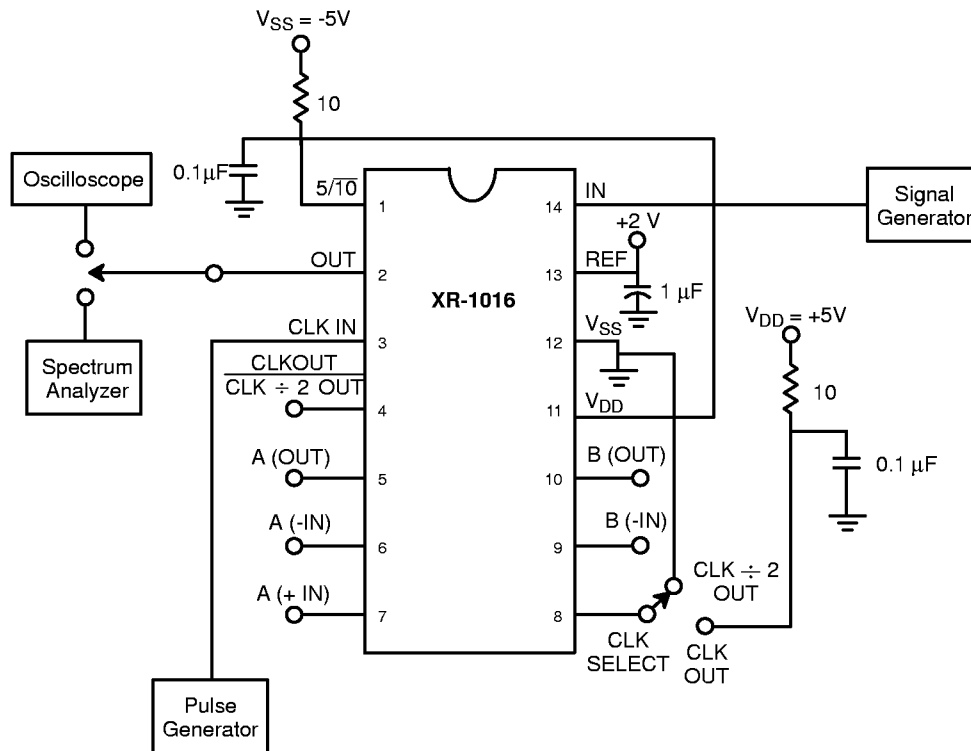 V_SS = -5V
10
0.1μF
Oscilloscope
5/1̅0̅
1
14
IN
Signal
Generator
+2 V
OUT
2
13
REF
XR-1016
1 μF
V_DD = +5V
CLK IN
3
12
V_SS
Spectrum
Analyzer
CLKOUT
CLK ÷ 2 OUT
4
11
V_DD
10
A (OUT)
5
10
B (OUT)
0.1 μF
A (-IN)
6
9
B (-IN)
A (+ IN)
7
8
CLK ÷ 2
OUT
CLK
SELECT
CLK
OUT
Pulse
Generator